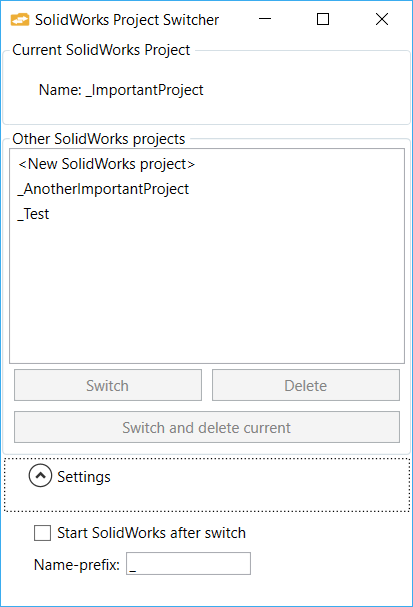 SolidWorks Project Switcher
Current SolidWorks Project
Name: _ImportantProject
Other SolidWorks projects
<New SolidWorks project>
_AnotherImportantProject
_Test
Switch Delete
Switch and delete current
Settings
Start SolidWorks after switch
Name-prefix: _